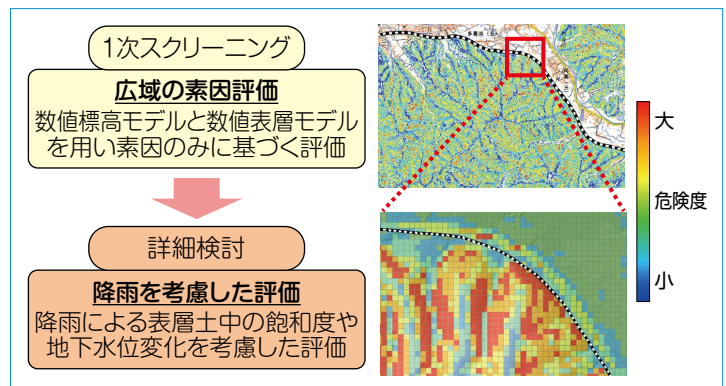 1次スクリーニング
広域の素因評価
数値標高モデルと数値表層モデル
を用い素因のみに基づく評価
詳細検討
降雨を考慮した評価
降雨による表層土中の飽和度や
地下水位変化を考慮した評価
大
危険度
小